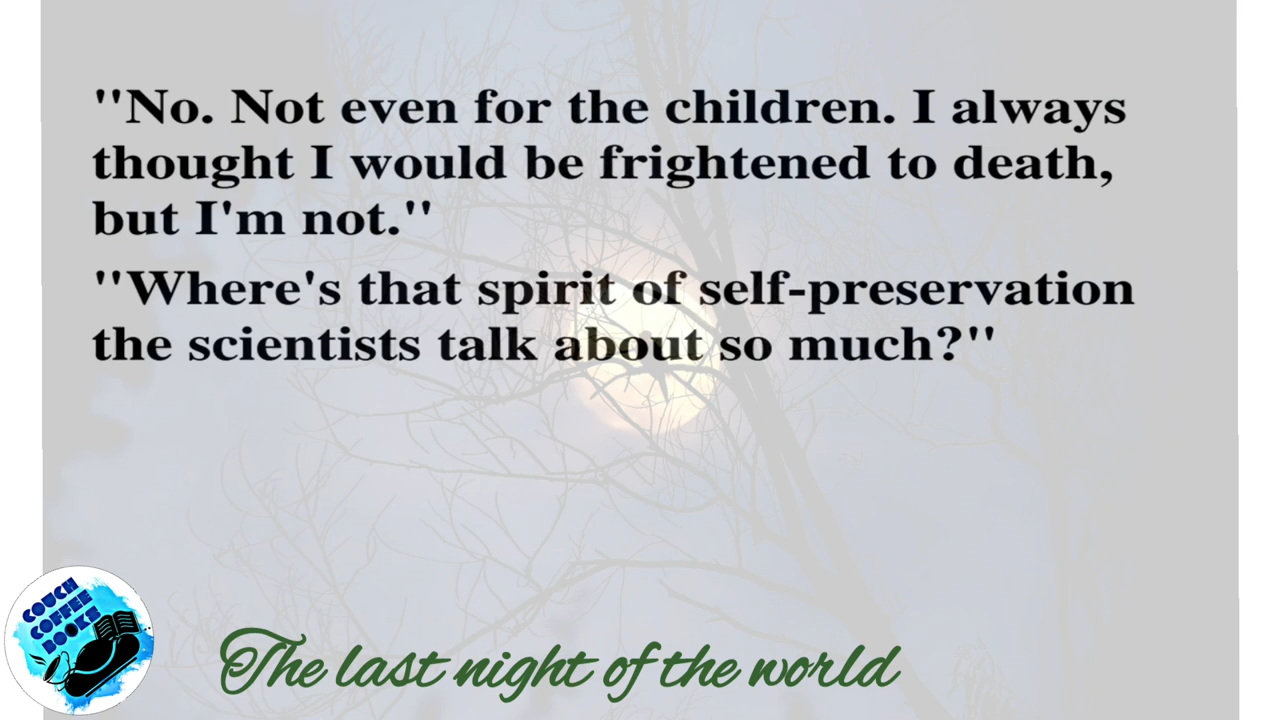 ''No. Not even for the children. I always
thought I would be frightened to death,
but I'm not.''
''Where's that spirit of self-preservation
the scientists talk about so much?''
COUCH
COFFEE
BOOKS
The last night of the world